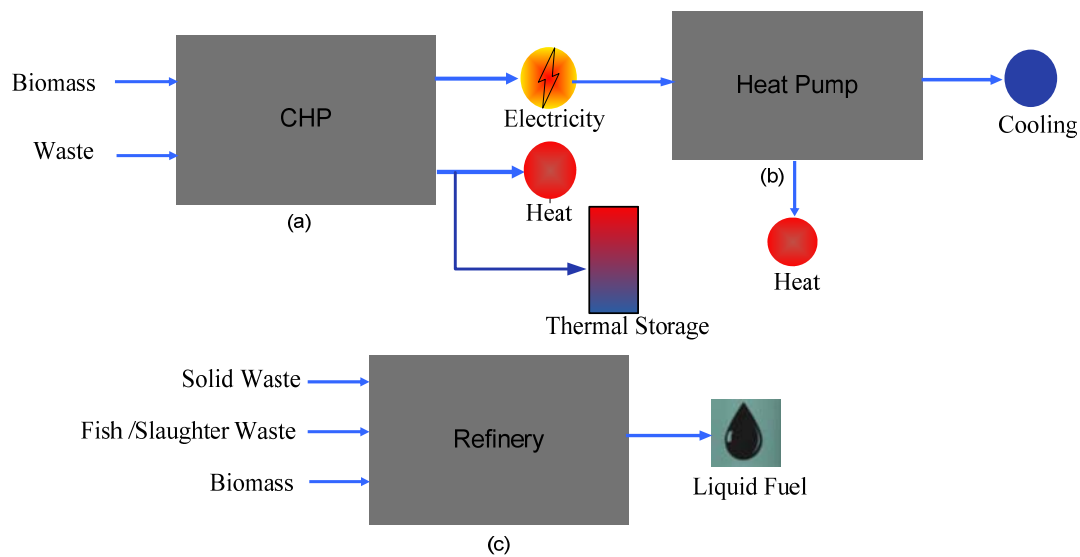 Biomass
Waste
CHP
(a)
Electricity
Heat
Thermal Storage
Heat Pump
(b)
Heat
Cooling
Solid Waste
Fish /Slaughter Waste
Biomass
Refinery
(c)
Liquid Fuel